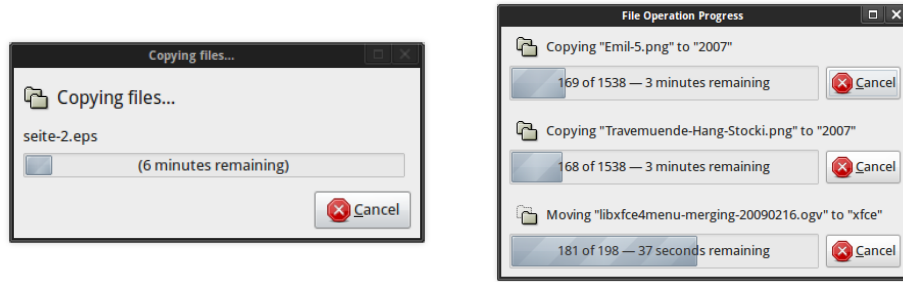 Copying files...
Copying files...
seite-2.eps
(6 minutes remaining)
Cancel
File Operation Progress
Copying "Emil-5.png" to "2007"
169 of 1538 — 3 minutes remaining
Cancel
Copying "Travemuende-Hang-Stocki.png" to "2007"
168 of 1538 — 3 minutes remaining
Cancel
Moving "libxfce4menu-merging-20090216.ogv" to "xfce"
181 of 198 — 37 seconds remaining
Cancel